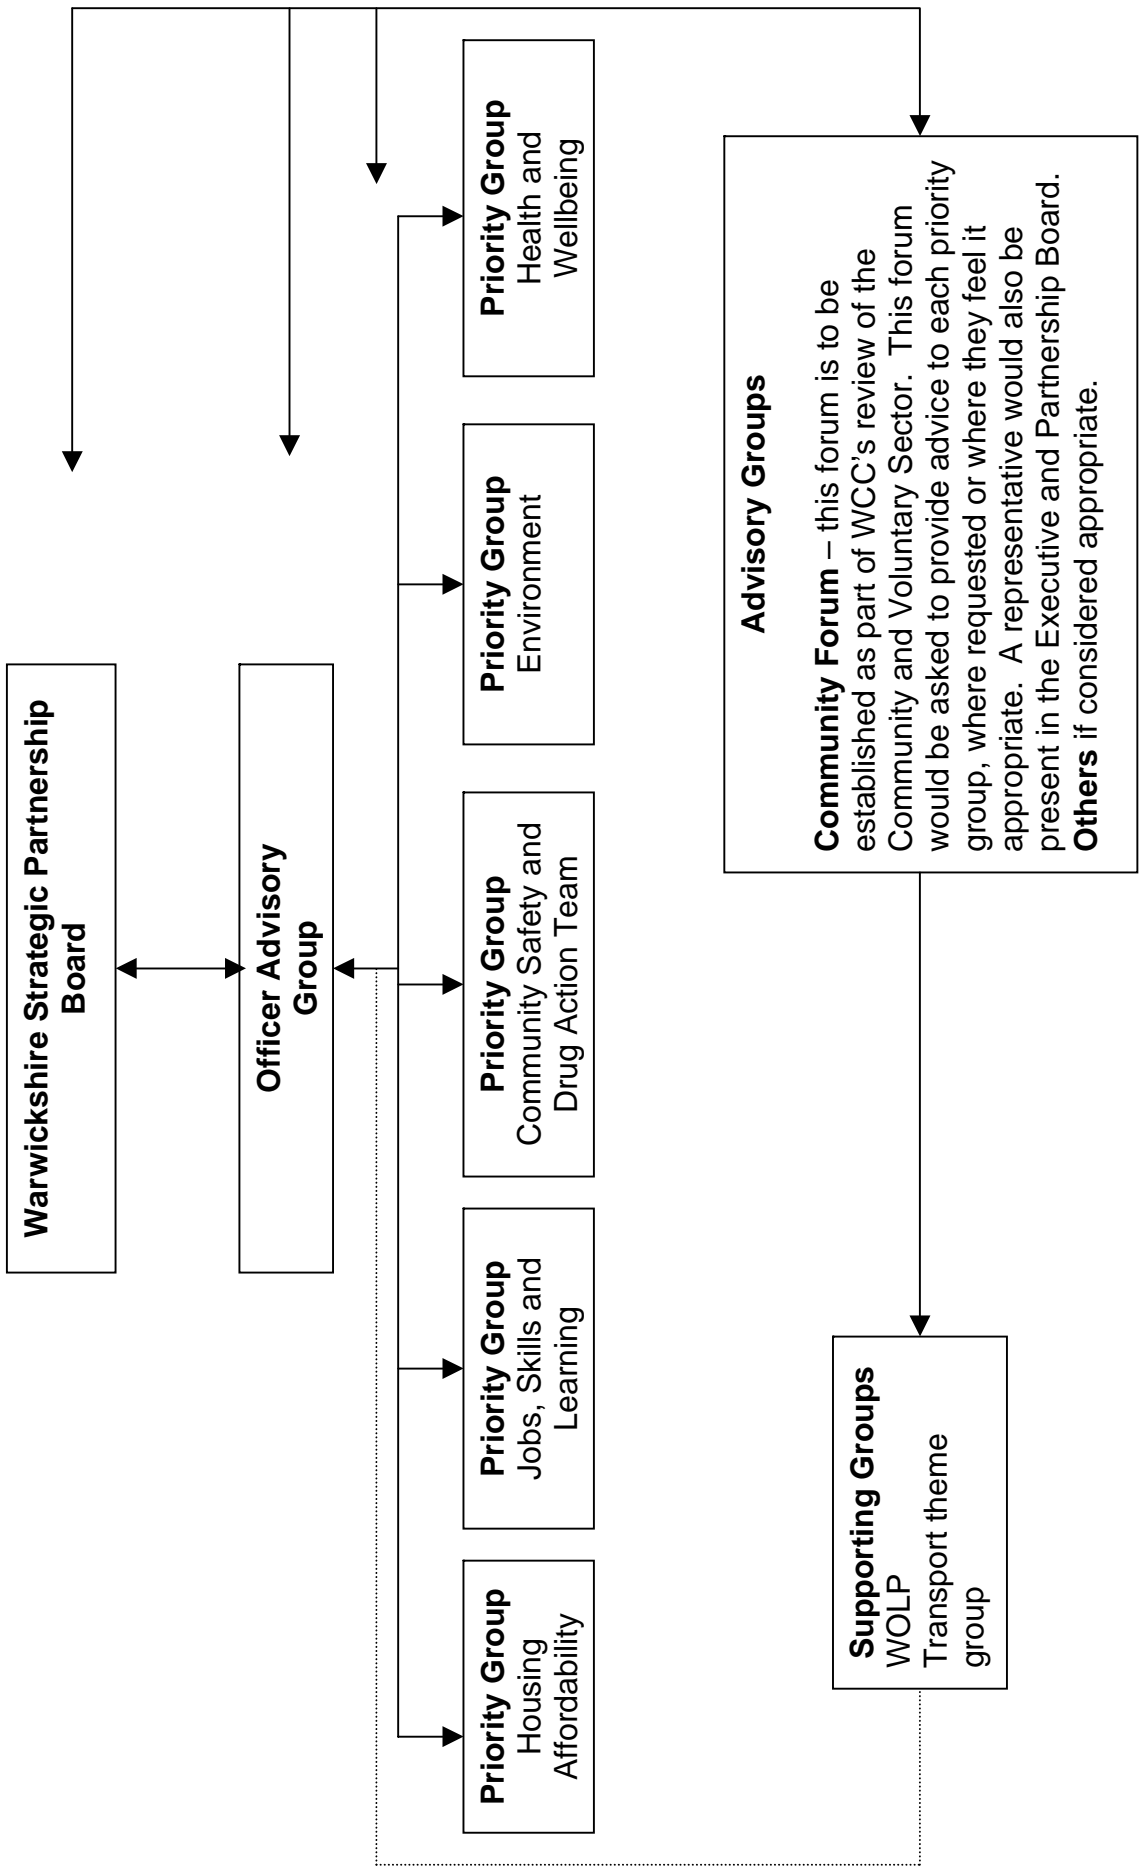 Warwickshire Strategic Partnership
Board
Officer Advisory
Group
Priority Group
Housing
Affordability
Priority Group
Jobs, Skills and
Learning
Priority Group
Community Safety and
Drug Action Team
Priority Group
Environment
Priority Group
Health and
Wellbeing
Supporting Groups
WOLP
Transport theme
group
Advisory Groups
Community Forum – this forum is to be
established as part of WCC’s review of the
Community and Voluntary Sector.  This forum
would be asked to provide advice to each priority
group, where requested or where they feel it
appropriate.  A representative would also be
present in the Executive and Partnership Board.
Others if considered appropriate.